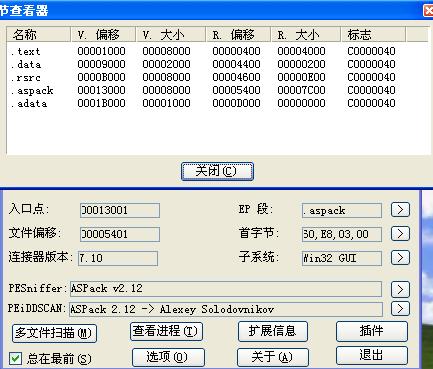 节查看器
名称 V. 偏移 V. 大小 R. 偏移 R. 大小 标志
.text 00001000 00008000 00000400 00004000 C0000040
.data 00009000 00002000 00004400 00000200 C0000040
.rsrc 0000B000 00008000 00004600 00000E00 C0000040
.aspack 00013000 00008000 00005400 00007C00 C0000040
.adata 0001B000 00001000 0000D000 00000000 C0000040
关闭(C)
入口点: 00013001 EP 段: .aspack >
文件偏移: 00005401 首字节: 60,E8,03,00 >
连接器版本: 7.10 子系统: Win32 GUI >
PESniffer: ASPack v2.12 >
PEiDDSCAN: ASPack 2.12 -> Alexey Solodovnikov >
多文件扫描(M) 查看进程(T) 扩展信息 插件
总在最前(S) 选项(O) 关于(A) 退出